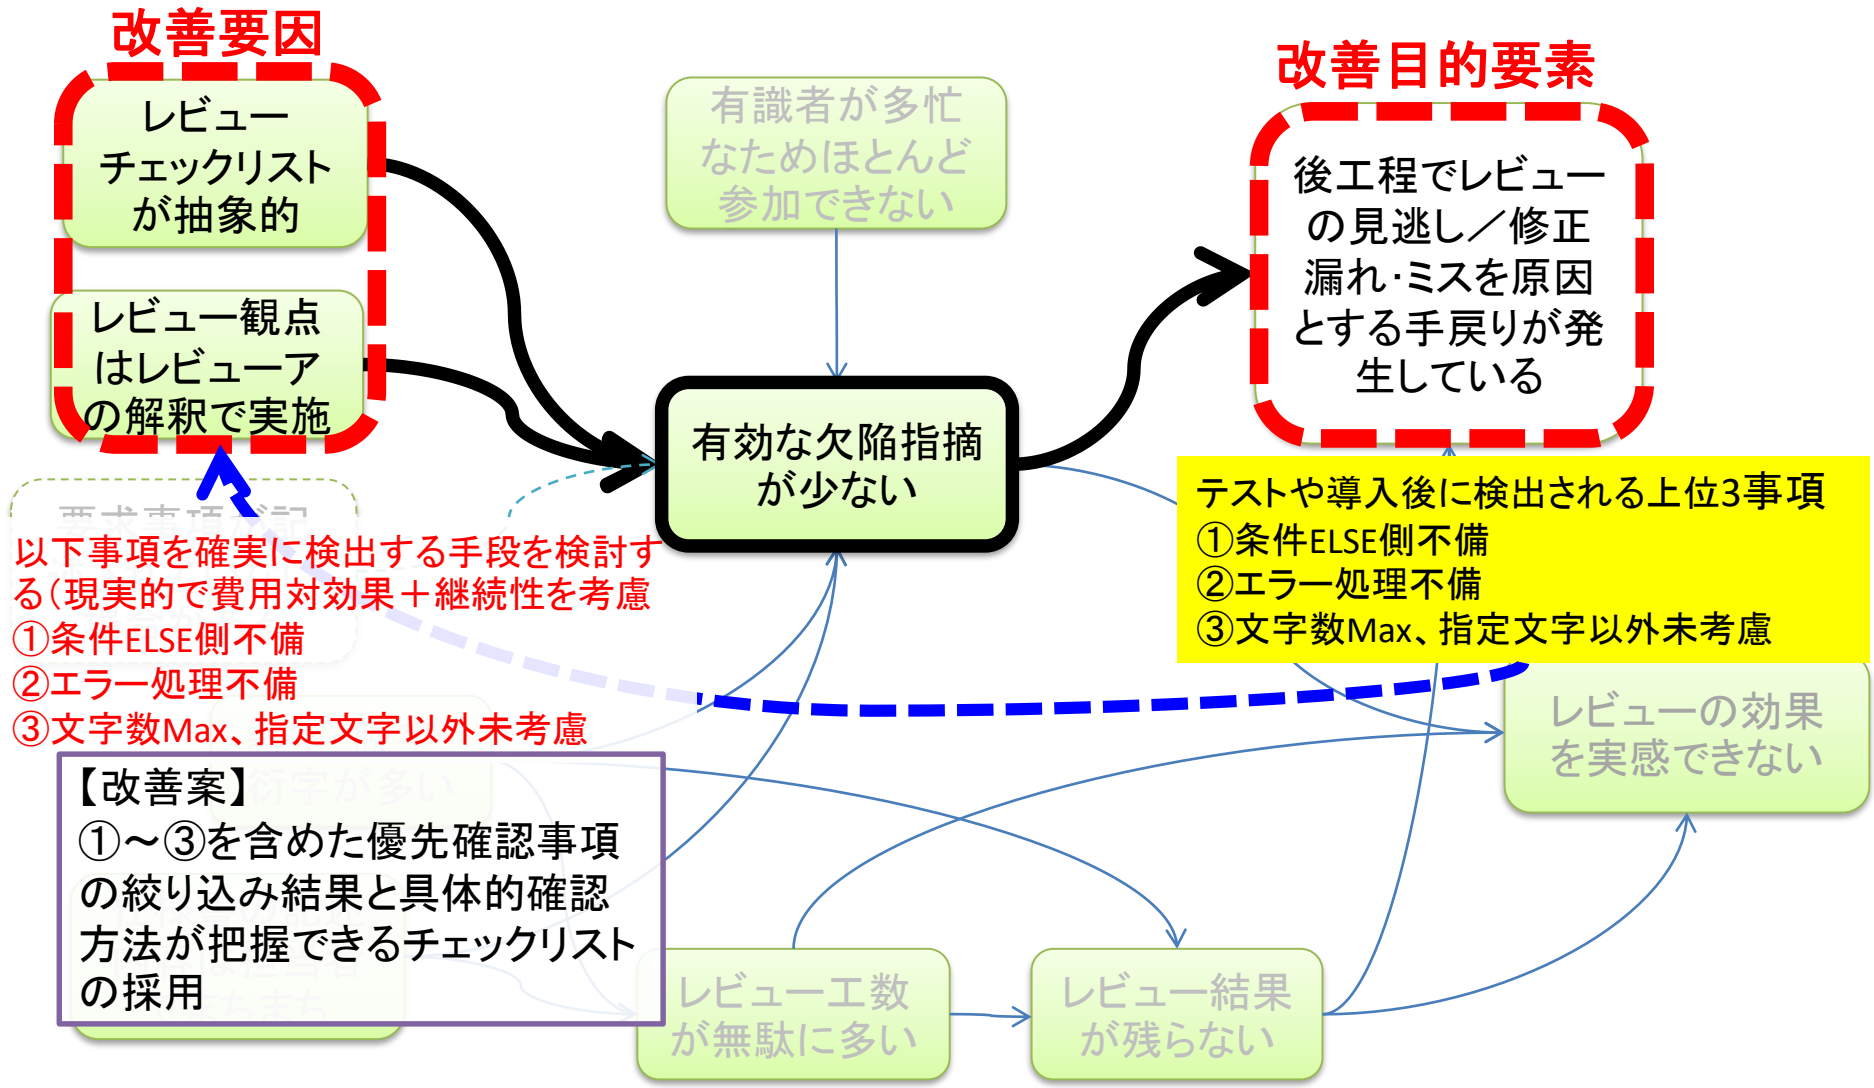 改善要因
レビュー
チェックリスト
が抽象的
レビュー観点
はレビューア
の解釈で実施
有識者が多忙
なためほとんど
参加できない
改善目的要素
後工程でレビュー
の見逃し／修正
漏れ・ミスを原因
とする手戻りが発
生している
有効な欠陥指摘
が少ない
テストや導入後に検出される上位3事項
①条件ELSE側不備
②エラー処理不備
③文字数Max、指定文字以外未考慮
要求事項が記
以下事項を確実に検出する手段を検討す
る（現実的で費用対効果＋継続性を考慮
①条件ELSE側不備
②エラー処理不備
③文字数Max、指定文字以外未考慮
衍字が多い
【改善案】
①～③を含めた優先確認事項
の絞り込み結果と具体的確認
方法が把握できるチェックリスト
の採用
レビューの効果
を実感できない
レビュー工数
が無駄に多い
レビュー結果
が残らない